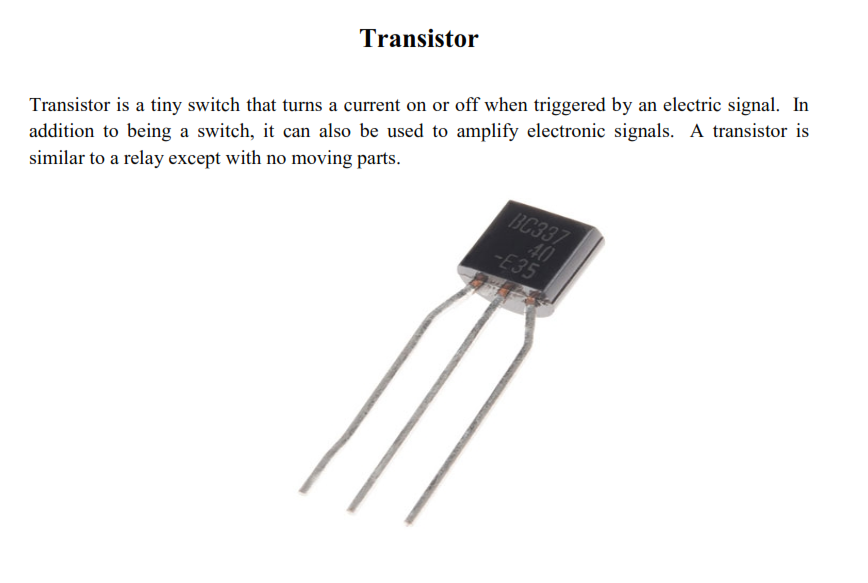 Transistor
Transistor is a tiny switch that turns a current on or off when triggered by an electric signal. In
addition to being a switch, it can also be used to amplify electronic signals. A transistor is
similar to a relay except with no moving parts.
BC337
40
-E35